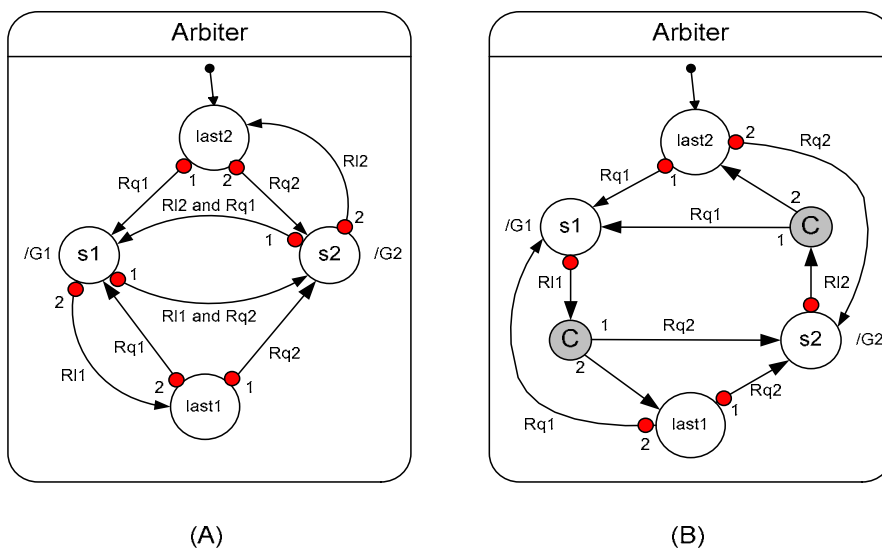 Arbiter
last2
1
2
Rl2
Rq1
Rq2
Rl2 and Rq1
1
2
/G1
s1
s2
/G2
2
1
Rl1 and Rq2
Rq1
Rq2
Rl1
2
1
last1
(A)
Arbiter
last2
2
Rq2
Rq1
1
2
/G1
s1
Rq1
1
C
Rl1
Rl2
C
1
Rq2
s2
/G2
2
Rq2
1
Rq1
2
last1
(B)